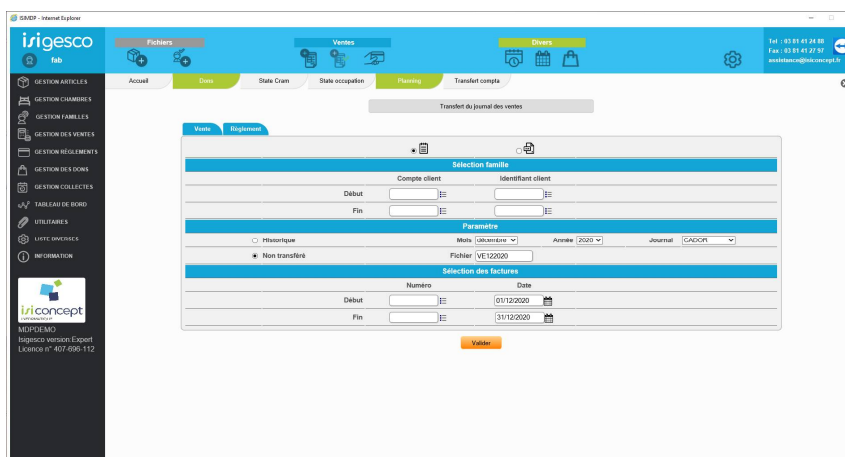 ISIMDP - Internet Explorer
isigesco
fab
Fichiers
Ventes
Divers
Tel : 03 81 41 24 88
Fax : 03 81 41 27 97
assistance@isiconcept.fr
Accueil Dons State Cram State occupation Planning Transfert compta
GESTION ARTICLES
GESTION CHAMBRES
GESTION FAMILLES
GESTION DES VENTES
GESTION RÈGLEMENTS
GESTION DES DONS
GESTION COLLECTES
TABLEAU DE BORD
UTILITAIRES
LISTE DIVERSES
INFORMATION
isiconcept
INFORMATIQUE
MDPDEMO
Isigesco version:Expert
Licence n° 407-696-112
Transfert du journal des ventes
Vente Règlement
Sélection famille
Compte client Identifiant client
Début
Fin
Paramètre
Historique Mois décembre Année 2020 Journal CADOR
Non transféré Fichier VE122020
Sélection des factures
Numéro Date
Début 01/12/2020
Fin 31/12/2020
Valider